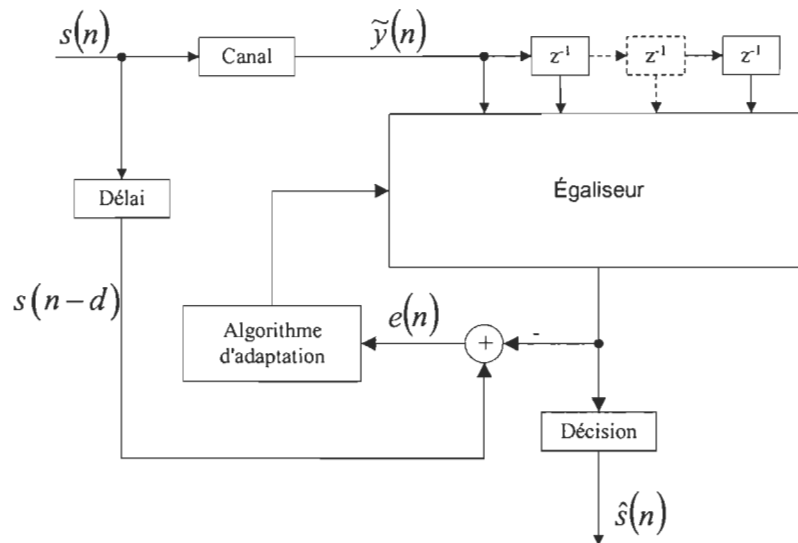 s(n)
Canal
ỹ(n)
z⁻¹
z⁻¹
z⁻¹
Délai
Égaliseur
s(n-d)
Algorithme
d'adaptation
e(n)
+
-
Décision
ŝ(n)